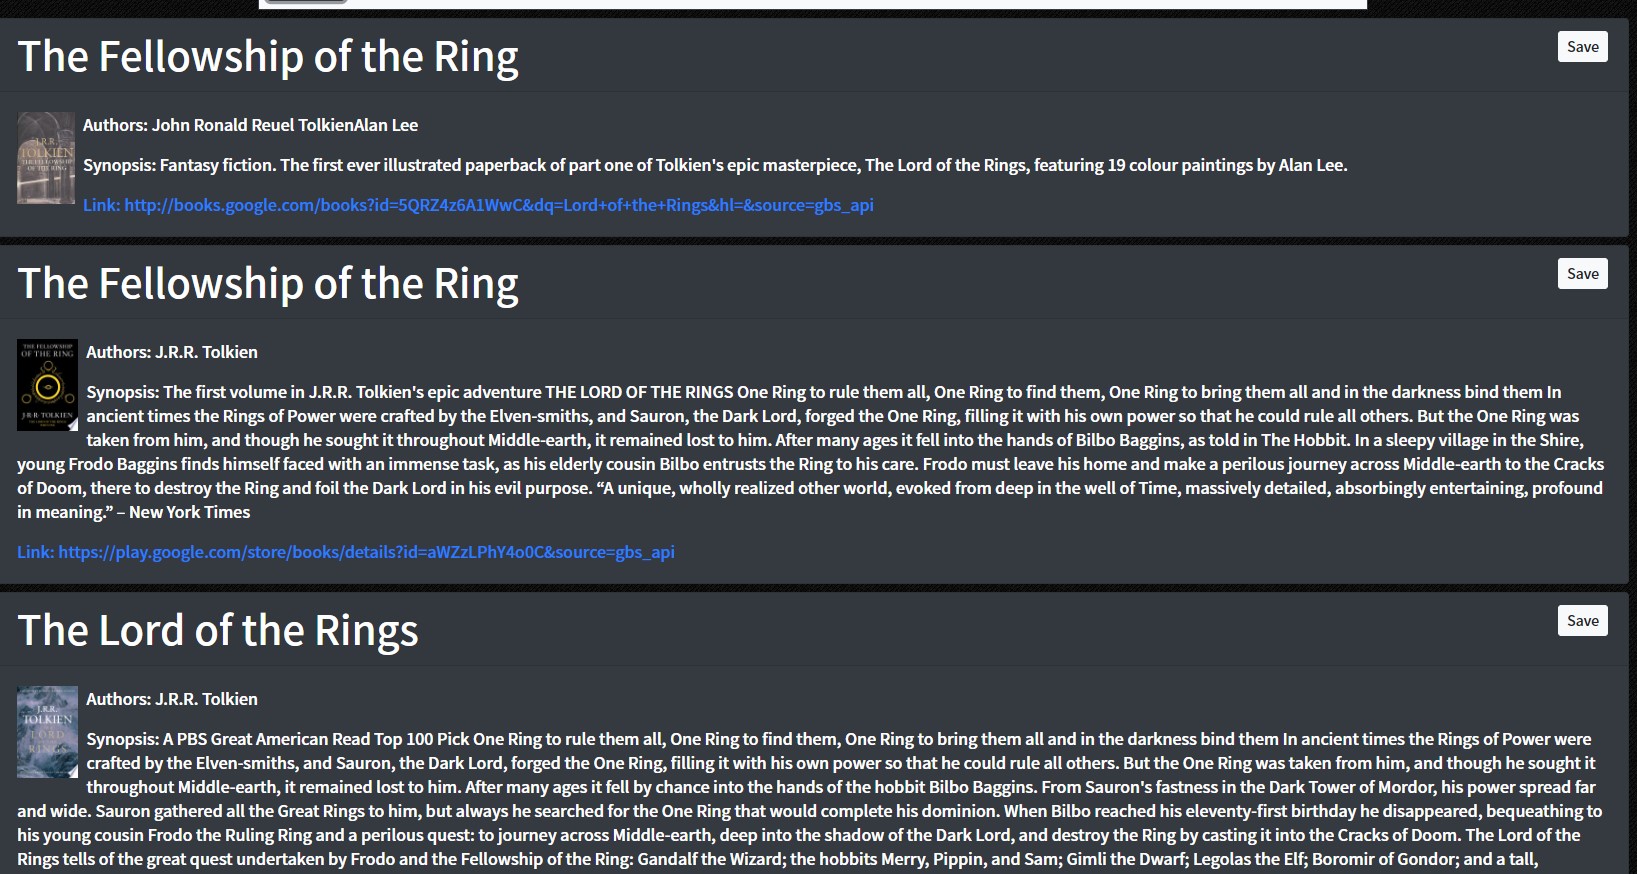 The Fellowship of the Ring
Save
J.R.R.
TOLKIEN
THE FELLOWSHIP
OF THE RING
Authors: John Ronald Reuel TolkienAlan Lee
Synopsis: Fantasy fiction. The first ever illustrated paperback of part one of Tolkien's epic masterpiece, The Lord of the Rings, featuring 19 colour paintings by Alan Lee.
Link: http://books.google.com/books?id=5QRZ4z6A1WwC&dq=Lord+of+the+Rings&hl=&source=gbs_api
The Fellowship of the Ring
Save
THE FELLOWSHIP
OF THE RING
J·R·R·TOLKIEN
Authors: J.R.R. Tolkien
Synopsis: The first volume in J.R.R. Tolkien's epic adventure THE LORD OF THE RINGS One Ring to rule them all, One Ring to find them, One Ring to bring them all and in the darkness bind them In
ancient times the Rings of Power were crafted by the Elven-smiths, and Sauron, the Dark Lord, forged the One Ring, filling it with his own power so that he could rule all others. But the One Ring was
taken from him, and though he sought it throughout Middle-earth, it remained lost to him. After many ages it fell into the hands of Bilbo Baggins, as told in The Hobbit. In a sleepy village in the Shire,
young Frodo Baggins finds himself faced with an immense task, as his elderly cousin Bilbo entrusts the Ring to his care. Frodo must leave his home and make a perilous journey across Middle-earth to the Cracks
of Doom, there to destroy the Ring and foil the Dark Lord in his evil purpose. “A unique, wholly realized other world, evoked from deep in the well of Time, massively detailed, absorbingly entertaining, profound
in meaning.” – New York Times
Link: https://play.google.com/store/books/details?id=aWZzLPhY4o0C&source=gbs_api
The Lord of the Rings
Save
J.R.R.
TOLKIEN
LORD
RINGS
Authors: J.R.R. Tolkien
Synopsis: A PBS Great American Read Top 100 Pick One Ring to rule them all, One Ring to find them, One Ring to bring them all and in the darkness bind them In ancient times the Rings of Power were
crafted by the Elven-smiths, and Sauron, the Dark Lord, forged the One Ring, filling it with his own power so that he could rule all others. But the One Ring was taken from him, and though he sought it
throughout Middle-earth, it remained lost to him. After many ages it fell by chance into the hands of the hobbit Bilbo Baggins. From Sauron's fastness in the Dark Tower of Mordor, his power spread far
and wide. Sauron gathered all the Great Rings to him, but always he searched for the One Ring that would complete his dominion. When Bilbo reached his eleventy-first birthday he disappeared, bequeathing to
his young cousin Frodo the Ruling Ring and a perilous quest: to journey across Middle-earth, deep into the shadow of the Dark Lord, and destroy the Ring by casting it into the Cracks of Doom. The Lord of the
Rings tells of the great quest undertaken by Frodo and the Fellowship of the Ring: Gandalf the Wizard; the hobbits Merry, Pippin, and Sam; Gimli the Dwarf; Legolas the Elf; Boromir of Gondor; and a tall,